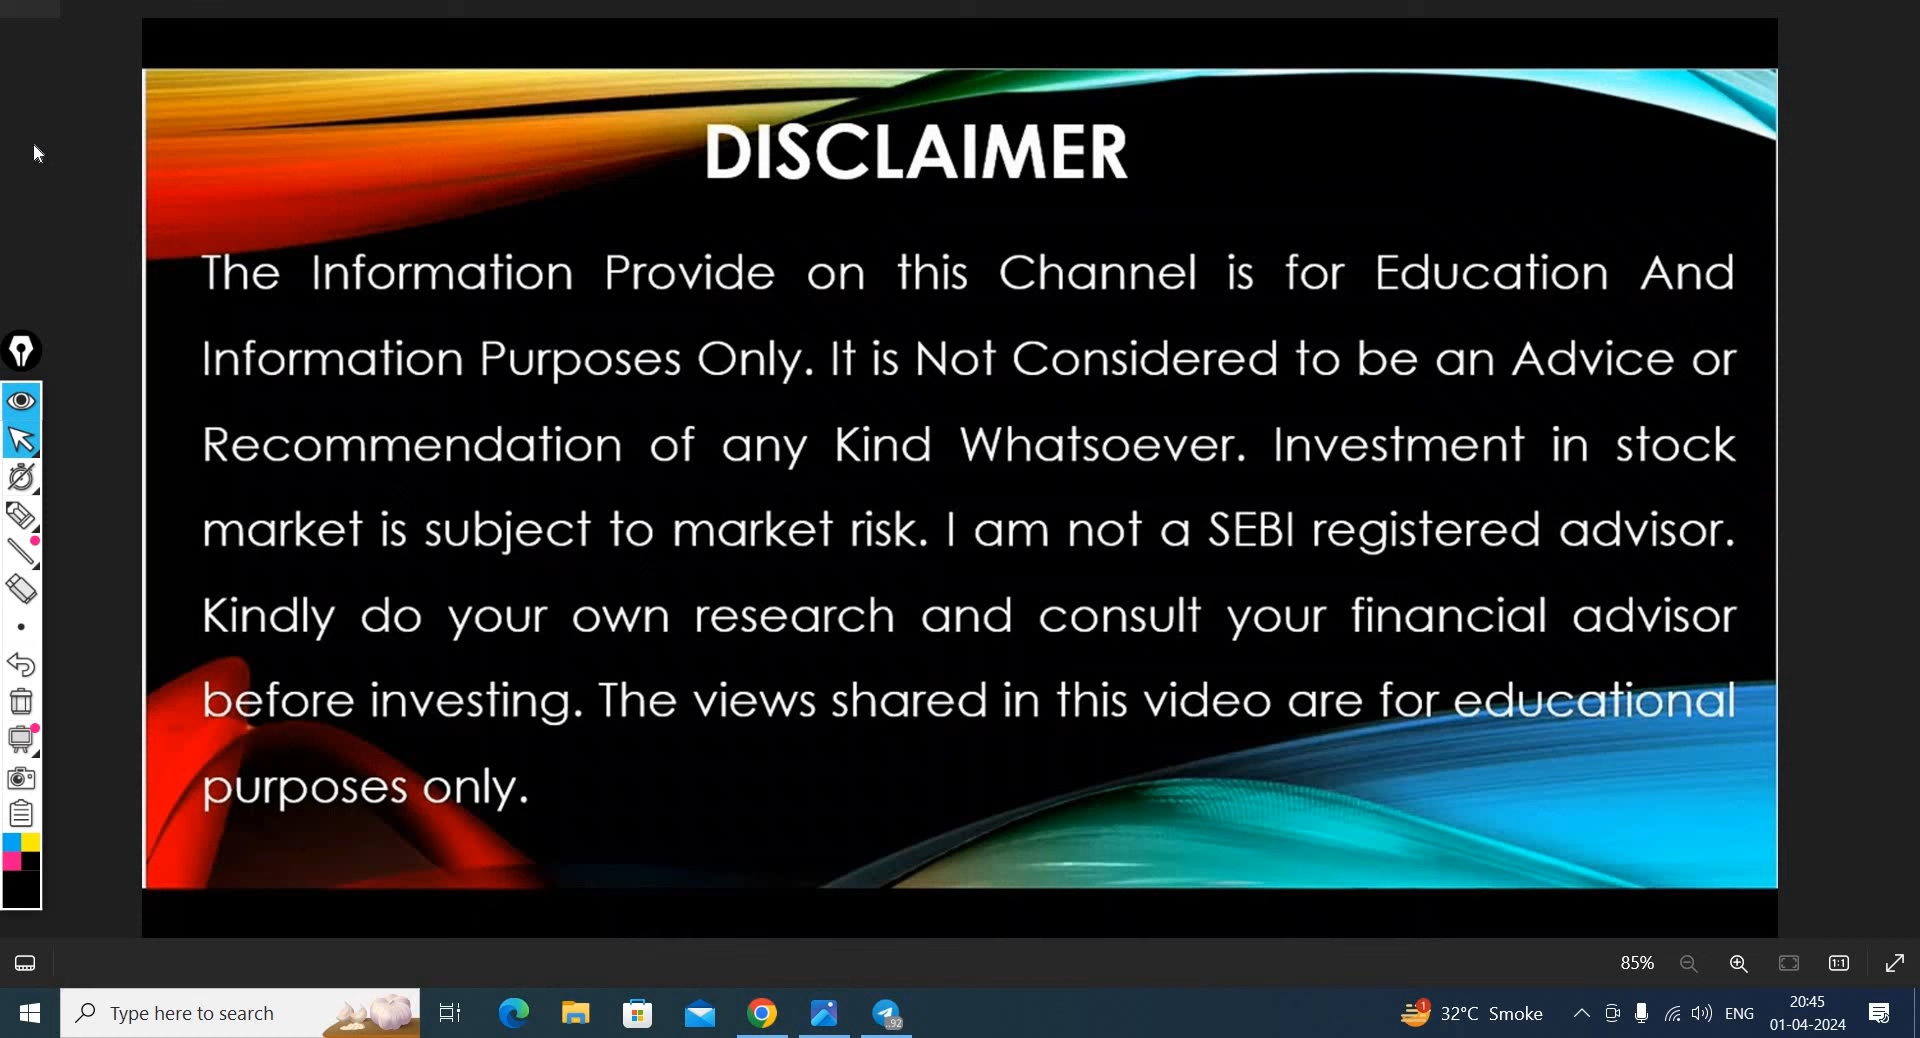 DISCLAIMER
The Information Provide on this Channel is for Education And
Information Purposes Only. It is Not Considered to be an Advice or
Recommendation of any Kind Whatsoever. Investment in stock
market is subject to market risk. I am not a SEBI registered advisor.
Kindly do your own research and consult your financial advisor
before investing. The views shared in this video are for educational
purposes only.
85%
1:1
Type here to search
92
1
32°C Smoke
ENG
20:45
01-04-2024